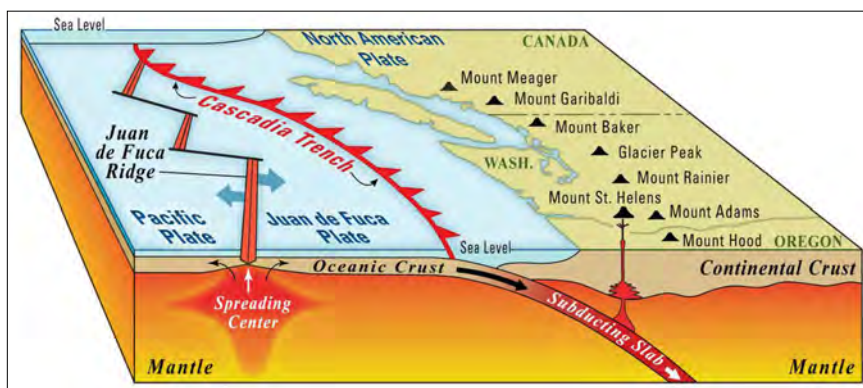 Sea Level
North American
Plate
CANADA
Mount Meager
Mount Garibaldi
Mount Baker
Cascadia Trench
Juan
de Fuca
Ridge
WASH.
Glacier Peak
Mount Rainier
Mount St. Helens
Mount Adams
Pacific
Plate
Juan de Fuca
Plate
Sea Level
Mount Hood
OREGON
Oceanic Crust
Continental Crust
Spreading
Center
Subducting Slab
Mantle
Mantle